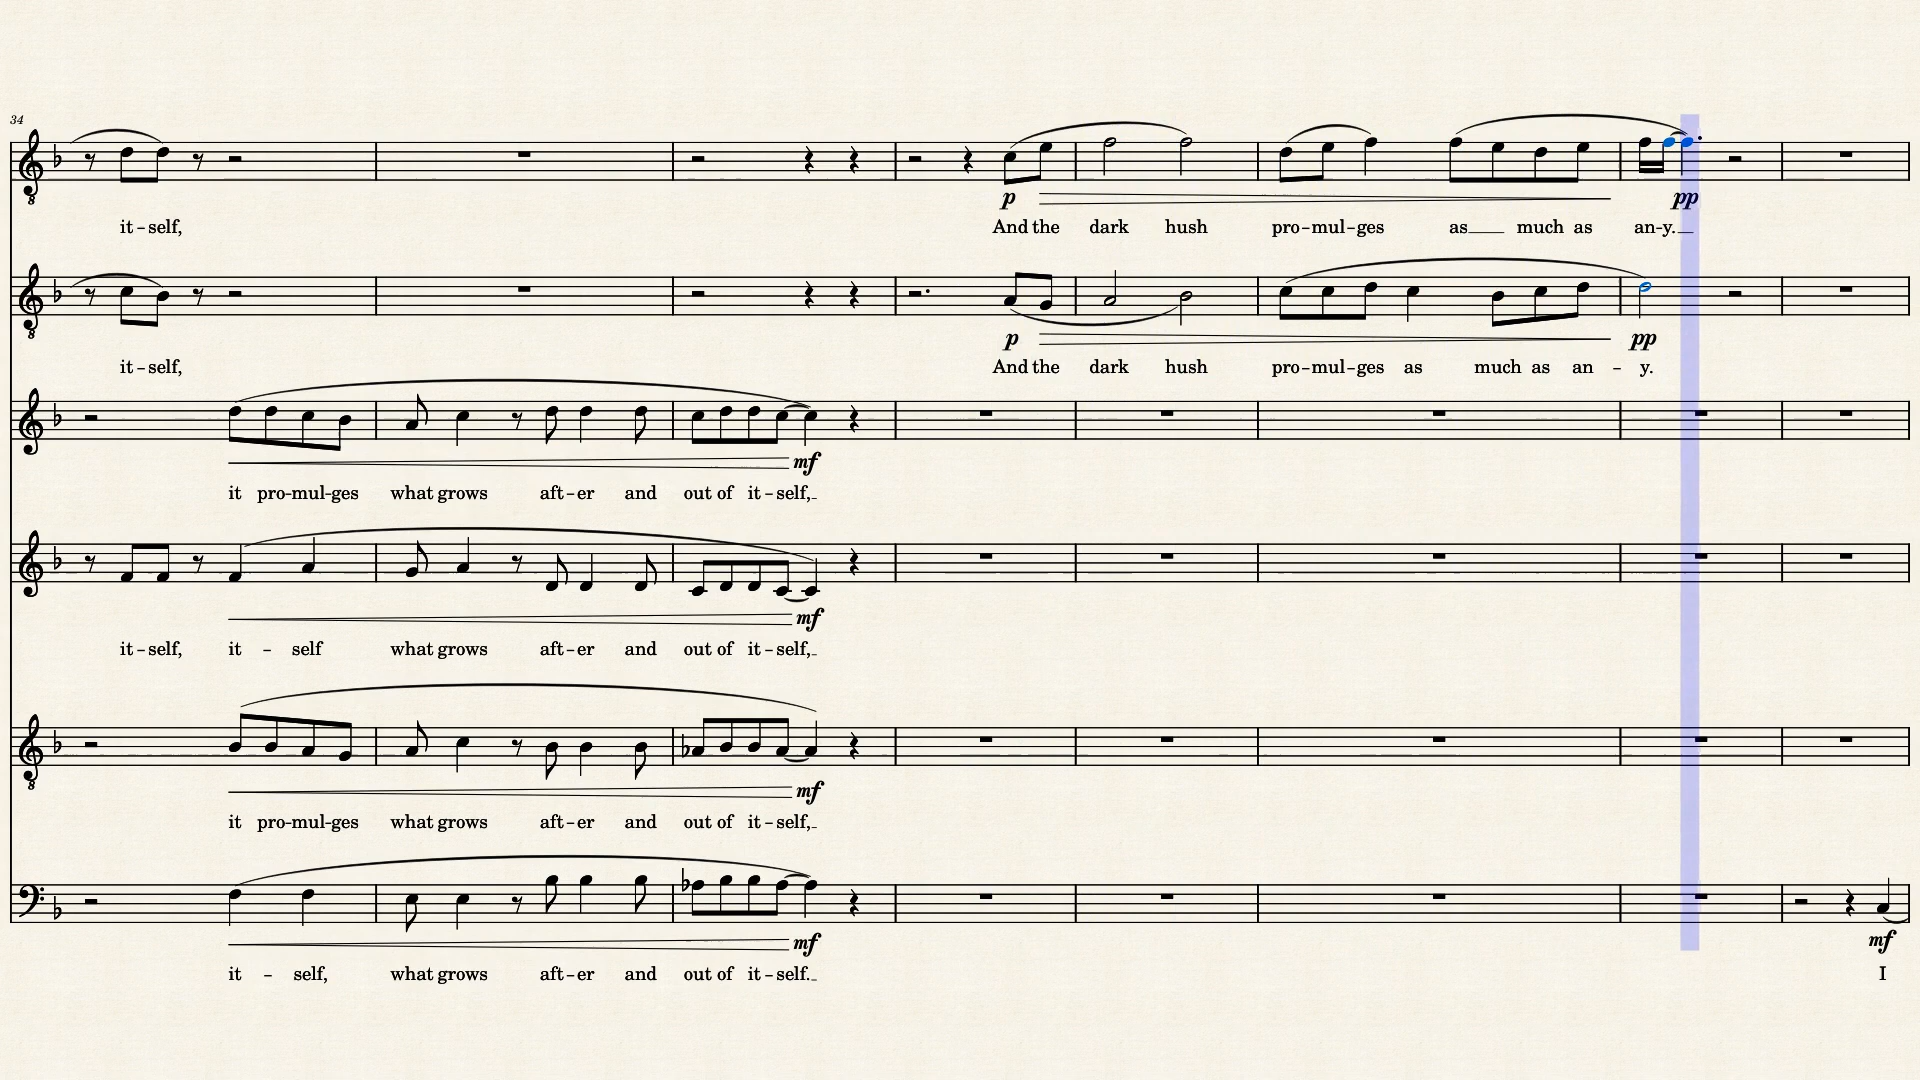 34
8
p
pp
it-self, And the dark hush pro-mul-ges as much as an-y.
8
p
pp
it-self, And the dark hush pro-mul-ges as much as an-y.
mf
it pro-mul-ges what grows aft-er and out of it-self,
mf
it-self, it-self what grows aft-er and out of it-self,
8
mf
it pro-mul-ges what grows aft-er and out of it-self,
mf
mf
it-self, what grows aft-er and out of it-self. I